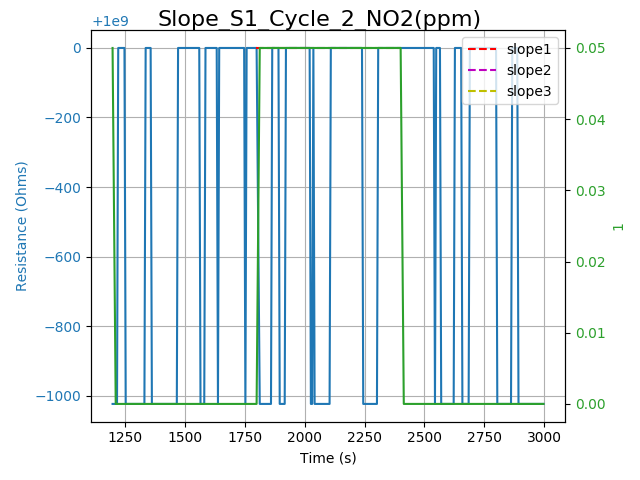 Slope_S1_Cycle_2_NO2(ppm)
+1e9
0
−200
−400
−600
−800
−1000
Resistance (Ohms)
slope1
slope2
slope3
0.05
0.04
0.03
0.02
0.01
0.00
1
1250 1500 1750 2000 2250 2500 2750 3000
Time (s)